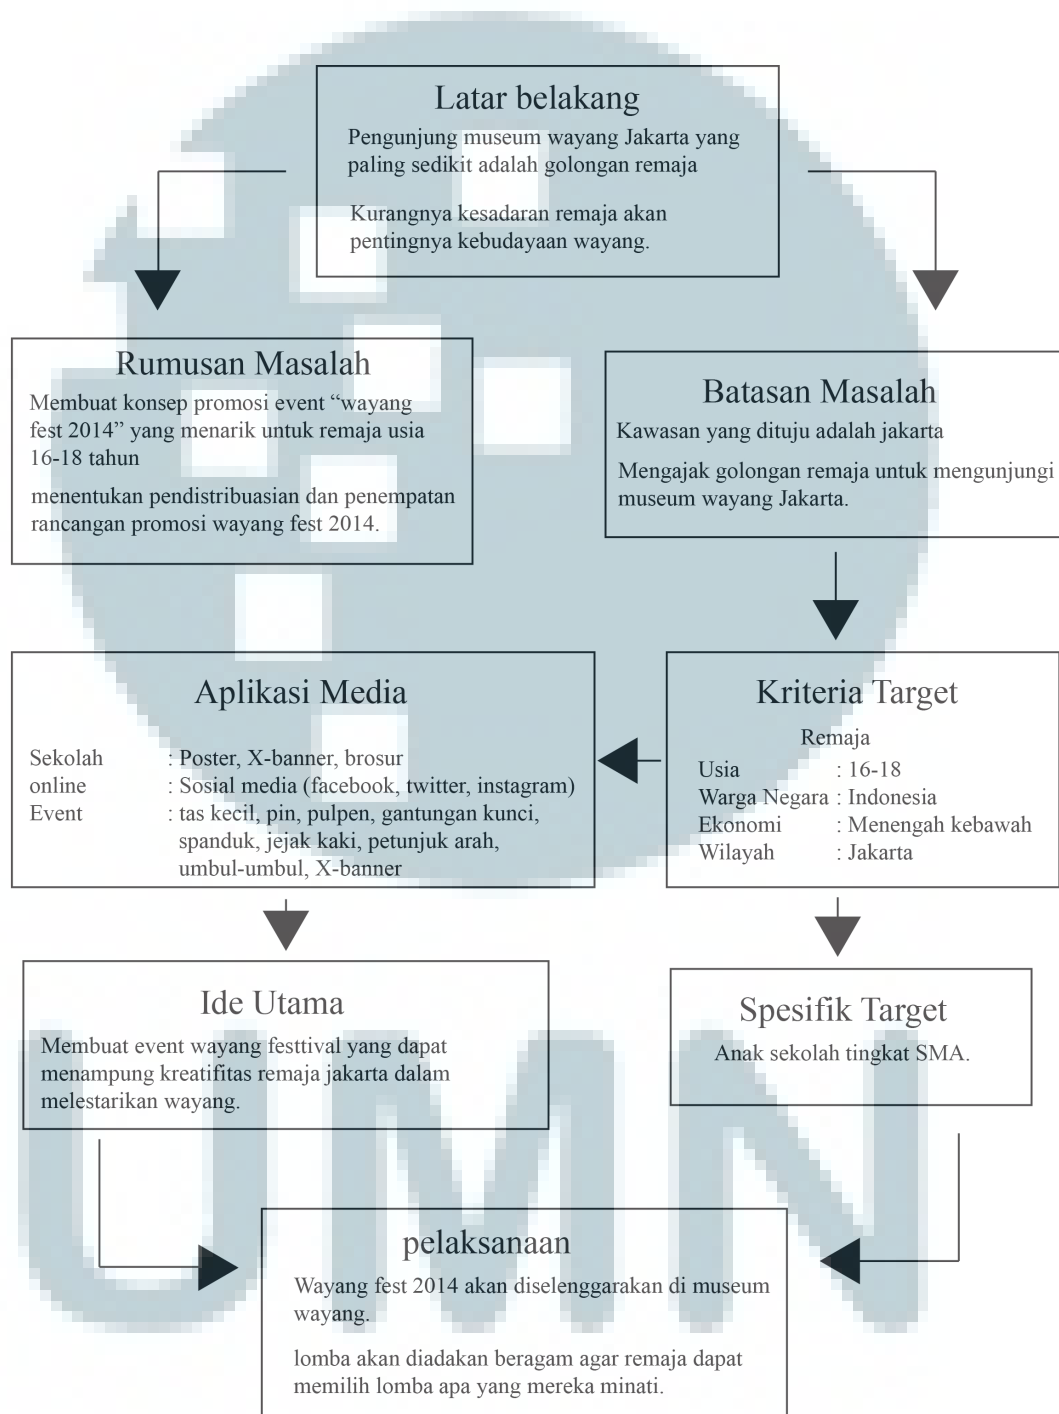 Latar belakang
Pengunjung museum wayang Jakarta yang
paling sedikit adalah golongan remaja
Kurangnya kesadaran remaja akan
pentingnya kebudayaan wayang.
Rumusan Masalah
Membuat konsep promosi event “wayang
fest 2014” yang menarik untuk remaja usia
16-18 tahun
menentukan pendistribuasian dan penempatan
rancangan promosi wayang fest 2014.
Batasan Masalah
Kawasan yang dituju adalah jakarta
Mengajak golongan remaja untuk mengunjungi
museum wayang Jakarta.
Aplikasi Media
Sekolah : Poster, X-banner, brosur
online : Sosial media (facebook, twitter, instagram)
Event : tas kecil, pin, pulpen, gantungan kunci,
spanduk, jejak kaki, petunjuk arah,
umbul-umbul, X-banner
Kriteria Target
Remaja
Usia : 16-18
Warga Negara : Indonesia
Ekonomi : Menengah kebawah
Wilayah : Jakarta
Ide Utama
Membuat event wayang festtival yang dapat
menampung kreatifitas remaja jakarta dalam
melestarikan wayang.
Spesifik Target
Anak sekolah tingkat SMA.
pelaksanaan
Wayang fest 2014 akan diselenggarakan di museum
wayang.
lomba akan diadakan beragam agar remaja dapat
memilih lomba apa yang mereka minati.
UMN